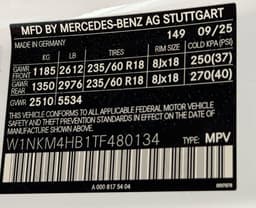 MFD BY MERCEDES-BENZ AG STUTTGART
MADE IN GERMANY 149 09/25
KG LB TIRES RIM SIZE COLD KPA (PSI)
GAWR FRONT 1185 2612 235/60 R18 8Jx18 250(37)
GAWR REAR 1350 2976 235/60 R18 8Jx18 270(40)
GVWR 2510 5534
THIS VEHICLE CONFORMS TO ALL APPLICABLE FEDERAL MOTOR VEHICLE
SAFETY AND THEFT PREVENTION STANDARDS IN EFFECT ON THE DATE OF
MANUFACTURE SHOWN ABOVE.
W1NKM4HB1TF480134 TYPE: MPV
A 000 817 54 04